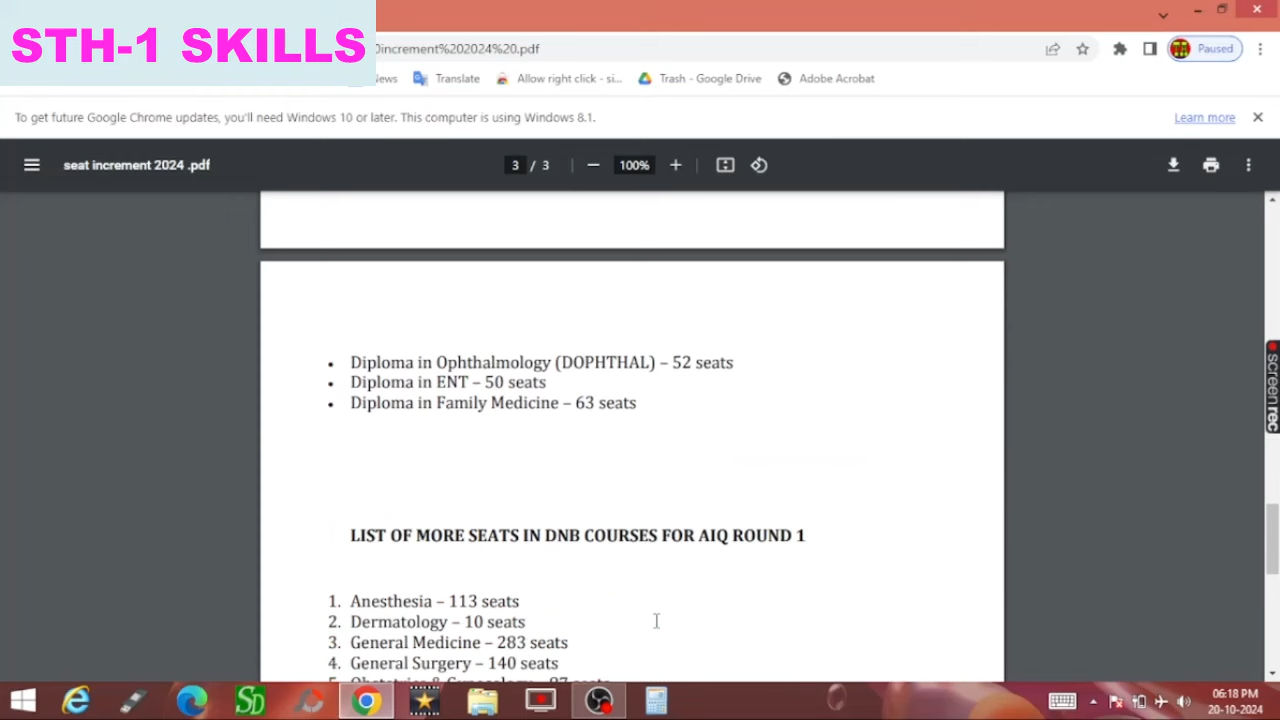 STH-1 SKILLS
0increment%202024%20.pdf
Paused
News
Translate
Allow right click - si...
Trash - Google Drive
Adobe Acrobat
To get future Google Chrome updates, you'll need Windows 10 or later. This computer is using Windows 8.1.
Learn more
seat increment 2024 .pdf
3 / 3
100%
• Diploma in Ophthalmology (DOPHTHAL) – 52 seats
• Diploma in ENT – 50 seats
• Diploma in Family Medicine – 63 seats
LIST OF MORE SEATS IN DNB COURSES FOR AIQ ROUND 1
1. Anesthesia – 113 seats
2. Dermatology – 10 seats
3. General Medicine – 283 seats
4. General Surgery – 140 seats
screenrec
06:18 PM
20-10-2024